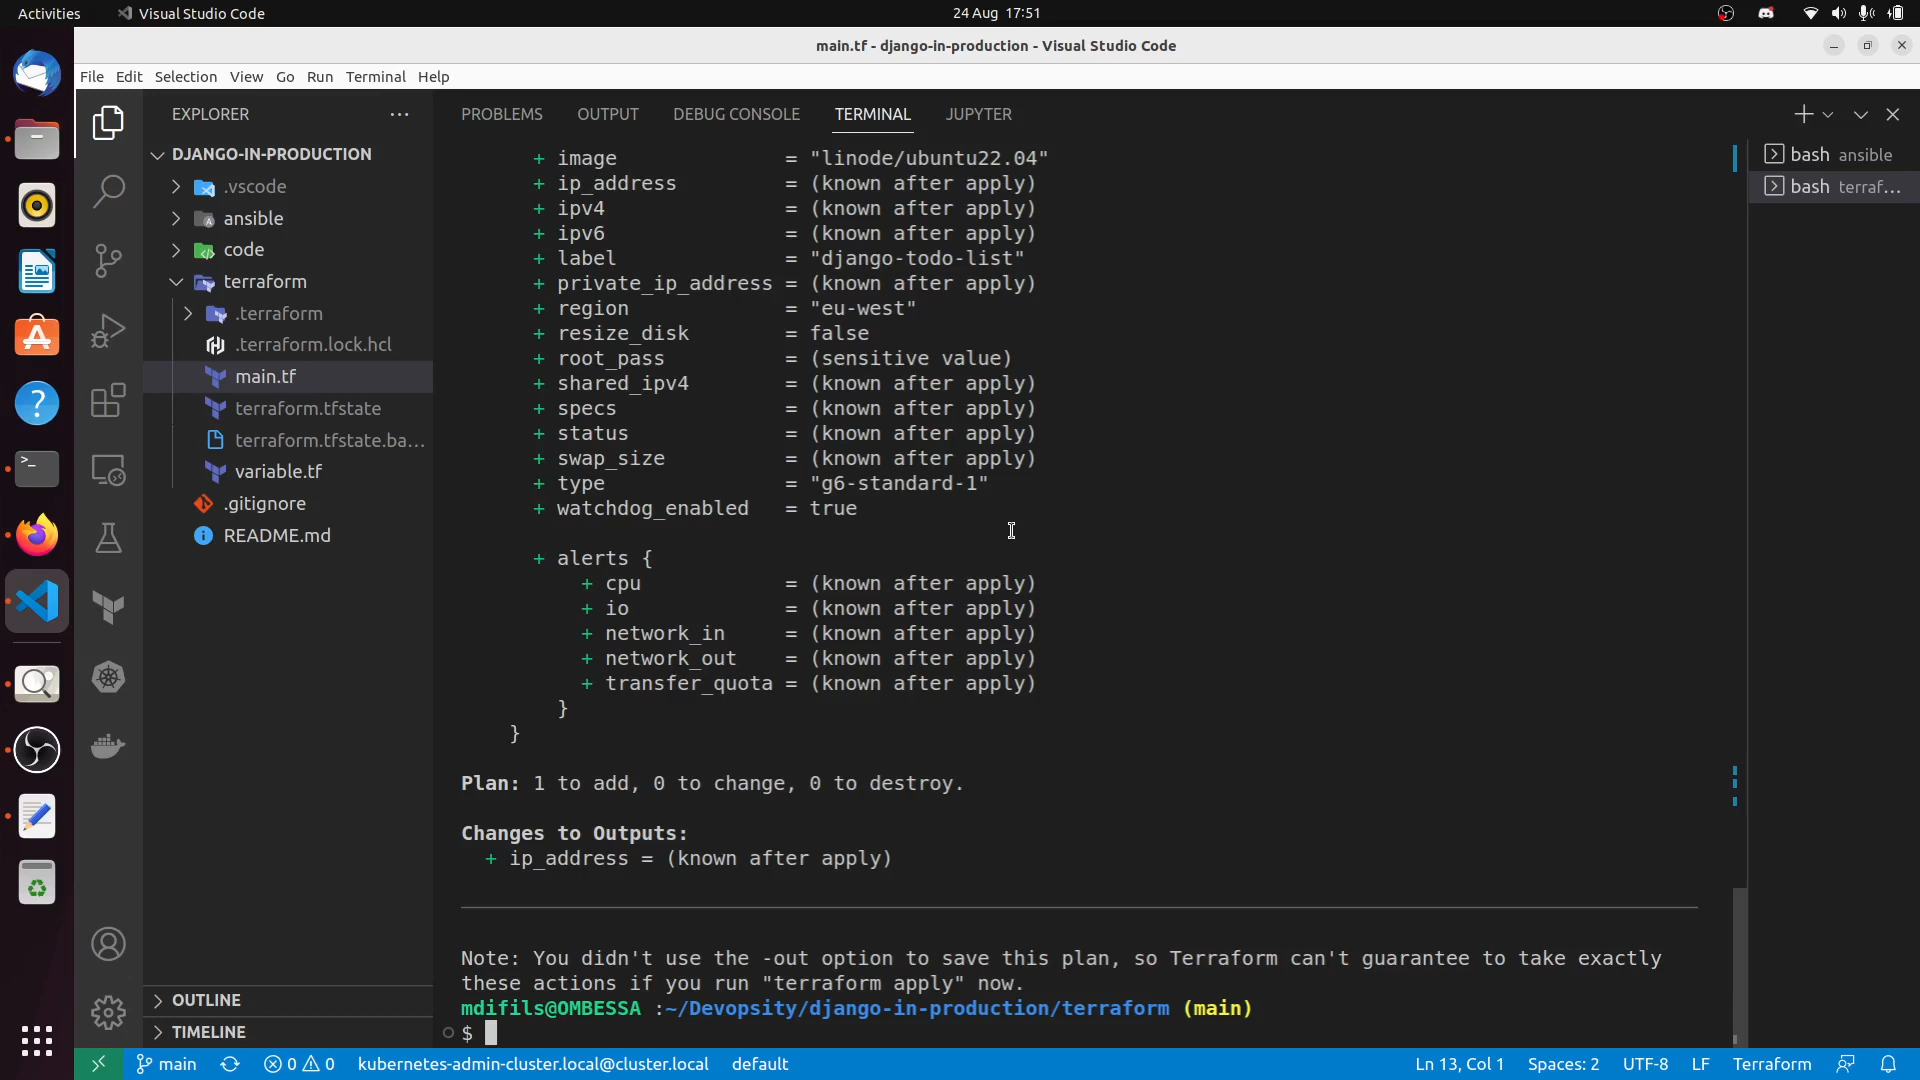 Activities
Visual Studio Code
24 Aug 17:51
main.tf - django-in-production - Visual Studio Code
File Edit Selection View Go Run Terminal Help
EXPLORER
DJANGO-IN-PRODUCTION
.vscode
ansible
code
terraform
.terraform
.terraform.lock.hcl
main.tf
terraform.tfstate
terraform.tfstate.ba...
variable.tf
.gitignore
README.md
OUTLINE
TIMELINE
PROBLEMS OUTPUT DEBUG CONSOLE TERMINAL JUPYTER
+ image = "linode/ubuntu22.04"
+ ip_address = (known after apply)
+ ipv4 = (known after apply)
+ ipv6 = (known after apply)
+ label = "django-todo-list"
+ private_ip_address = (known after apply)
+ region = "eu-west"
+ resize_disk = false
+ root_pass = (sensitive value)
+ shared_ipv4 = (known after apply)
+ specs = (known after apply)
+ status = (known after apply)
+ swap_size = (known after apply)
+ type = "g6-standard-1"
+ watchdog_enabled = true
+ alerts {
+ cpu = (known after apply)
+ io = (known after apply)
+ network_in = (known after apply)
+ network_out = (known after apply)
+ transfer_quota = (known after apply)
}
}
Plan: 1 to add, 0 to change, 0 to destroy.
Changes to Outputs:
+ ip_address = (known after apply)
Note: You didn't use the -out option to save this plan, so Terraform can't guarantee to take exactly
these actions if you run "terraform apply" now.
mdifils@OMBESSA :~/Devopsity/django-in-production/terraform (main)
$
bash ansible
bash terraf...
main
0 0
kubernetes-admin-cluster.local@cluster.local
default
Ln 13, Col 1
Spaces: 2
UTF-8
LF
Terraform